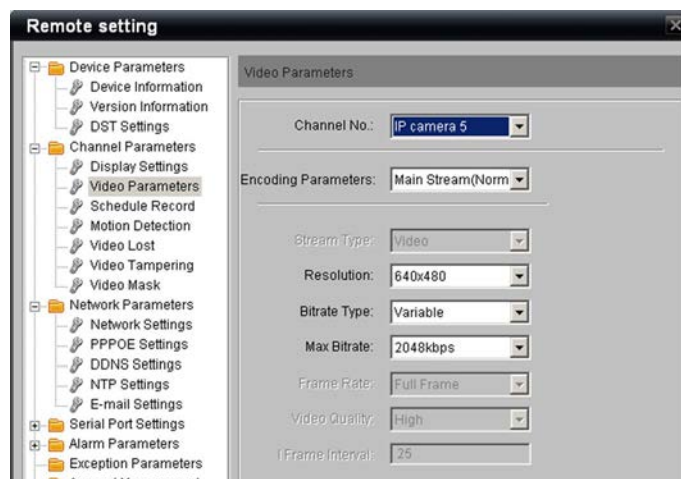 Remote setting
Device Parameters
Device Information
Version Information
DST Settings
Channel Parameters
Display Settings
Video Parameters
Schedule Record
Motion Detection
Video Lost
Video Tampering
Video Mask
Network Parameters
Network Settings
PPPOE Settings
DDNS Settings
NTP Settings
E-mail Settings
Serial Port Settings
Alarm Parameters
Exception Parameters
Video Parameters
Channel No.: IP camera 5
Encoding Parameters: Main Stream(Norm
Stream Type: Video
Resolution: 640x480
Bitrate Type: Variable
Max Bitrate: 2048kbps
Frame Rate: Full Frame
Video Quality: High
I Frame Interval: 25